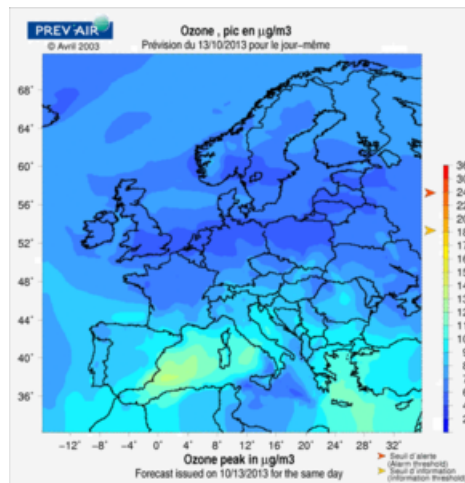 PREV'AIR
© Avril 2003
Ozone , pic en µg/m3
Prévision du 13/10/2013 pour le jour-même
68°
64°
60°
56°
52°
48°
44°
40°
36°
-12° -8° -4° 0° 4° 8° 12° 16° 20° 24° 28° 32°
Ozone peak in µg/m3
Forecast issued on 10/13/2013 for the same day
Seuil d'alerte
(Alarm threshold)
Seuil d'information
(Information threshold)